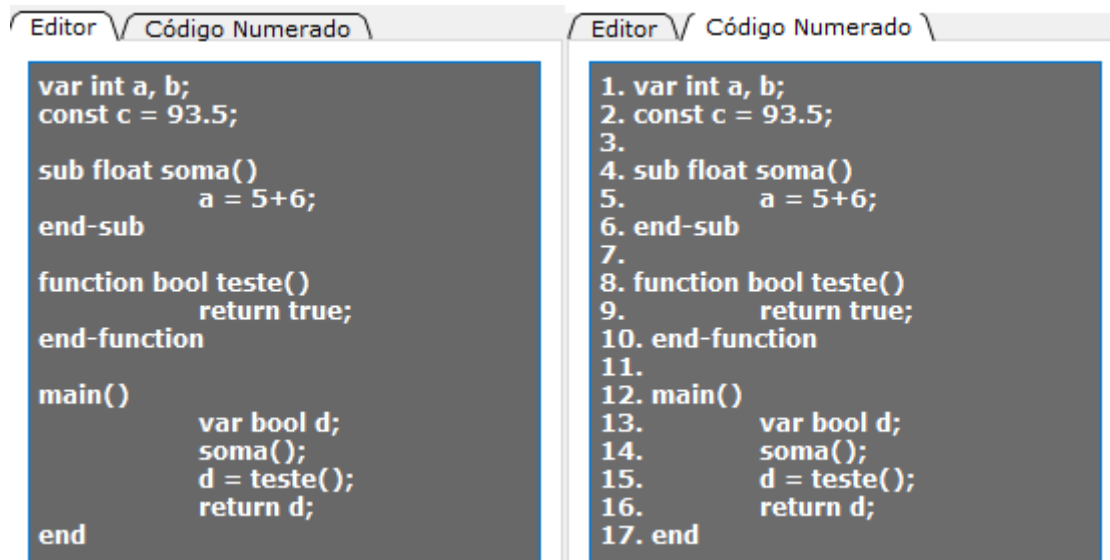 Editor Código Numerado
var int a, b;
const c = 93.5;
sub float soma()
a = 5+6;
end-sub
function bool teste()
return true;
end-function
main()
var bool d;
soma();
d = teste();
return d;
end
Editor Código Numerado
1. var int a, b;
2. const c = 93.5;
3.
4. sub float soma()
5. a = 5+6;
6. end-sub
7.
8. function bool teste()
9. return true;
10. end-function
11.
12. main()
13. var bool d;
14. soma();
15. d = teste();
16. return d;
17. end